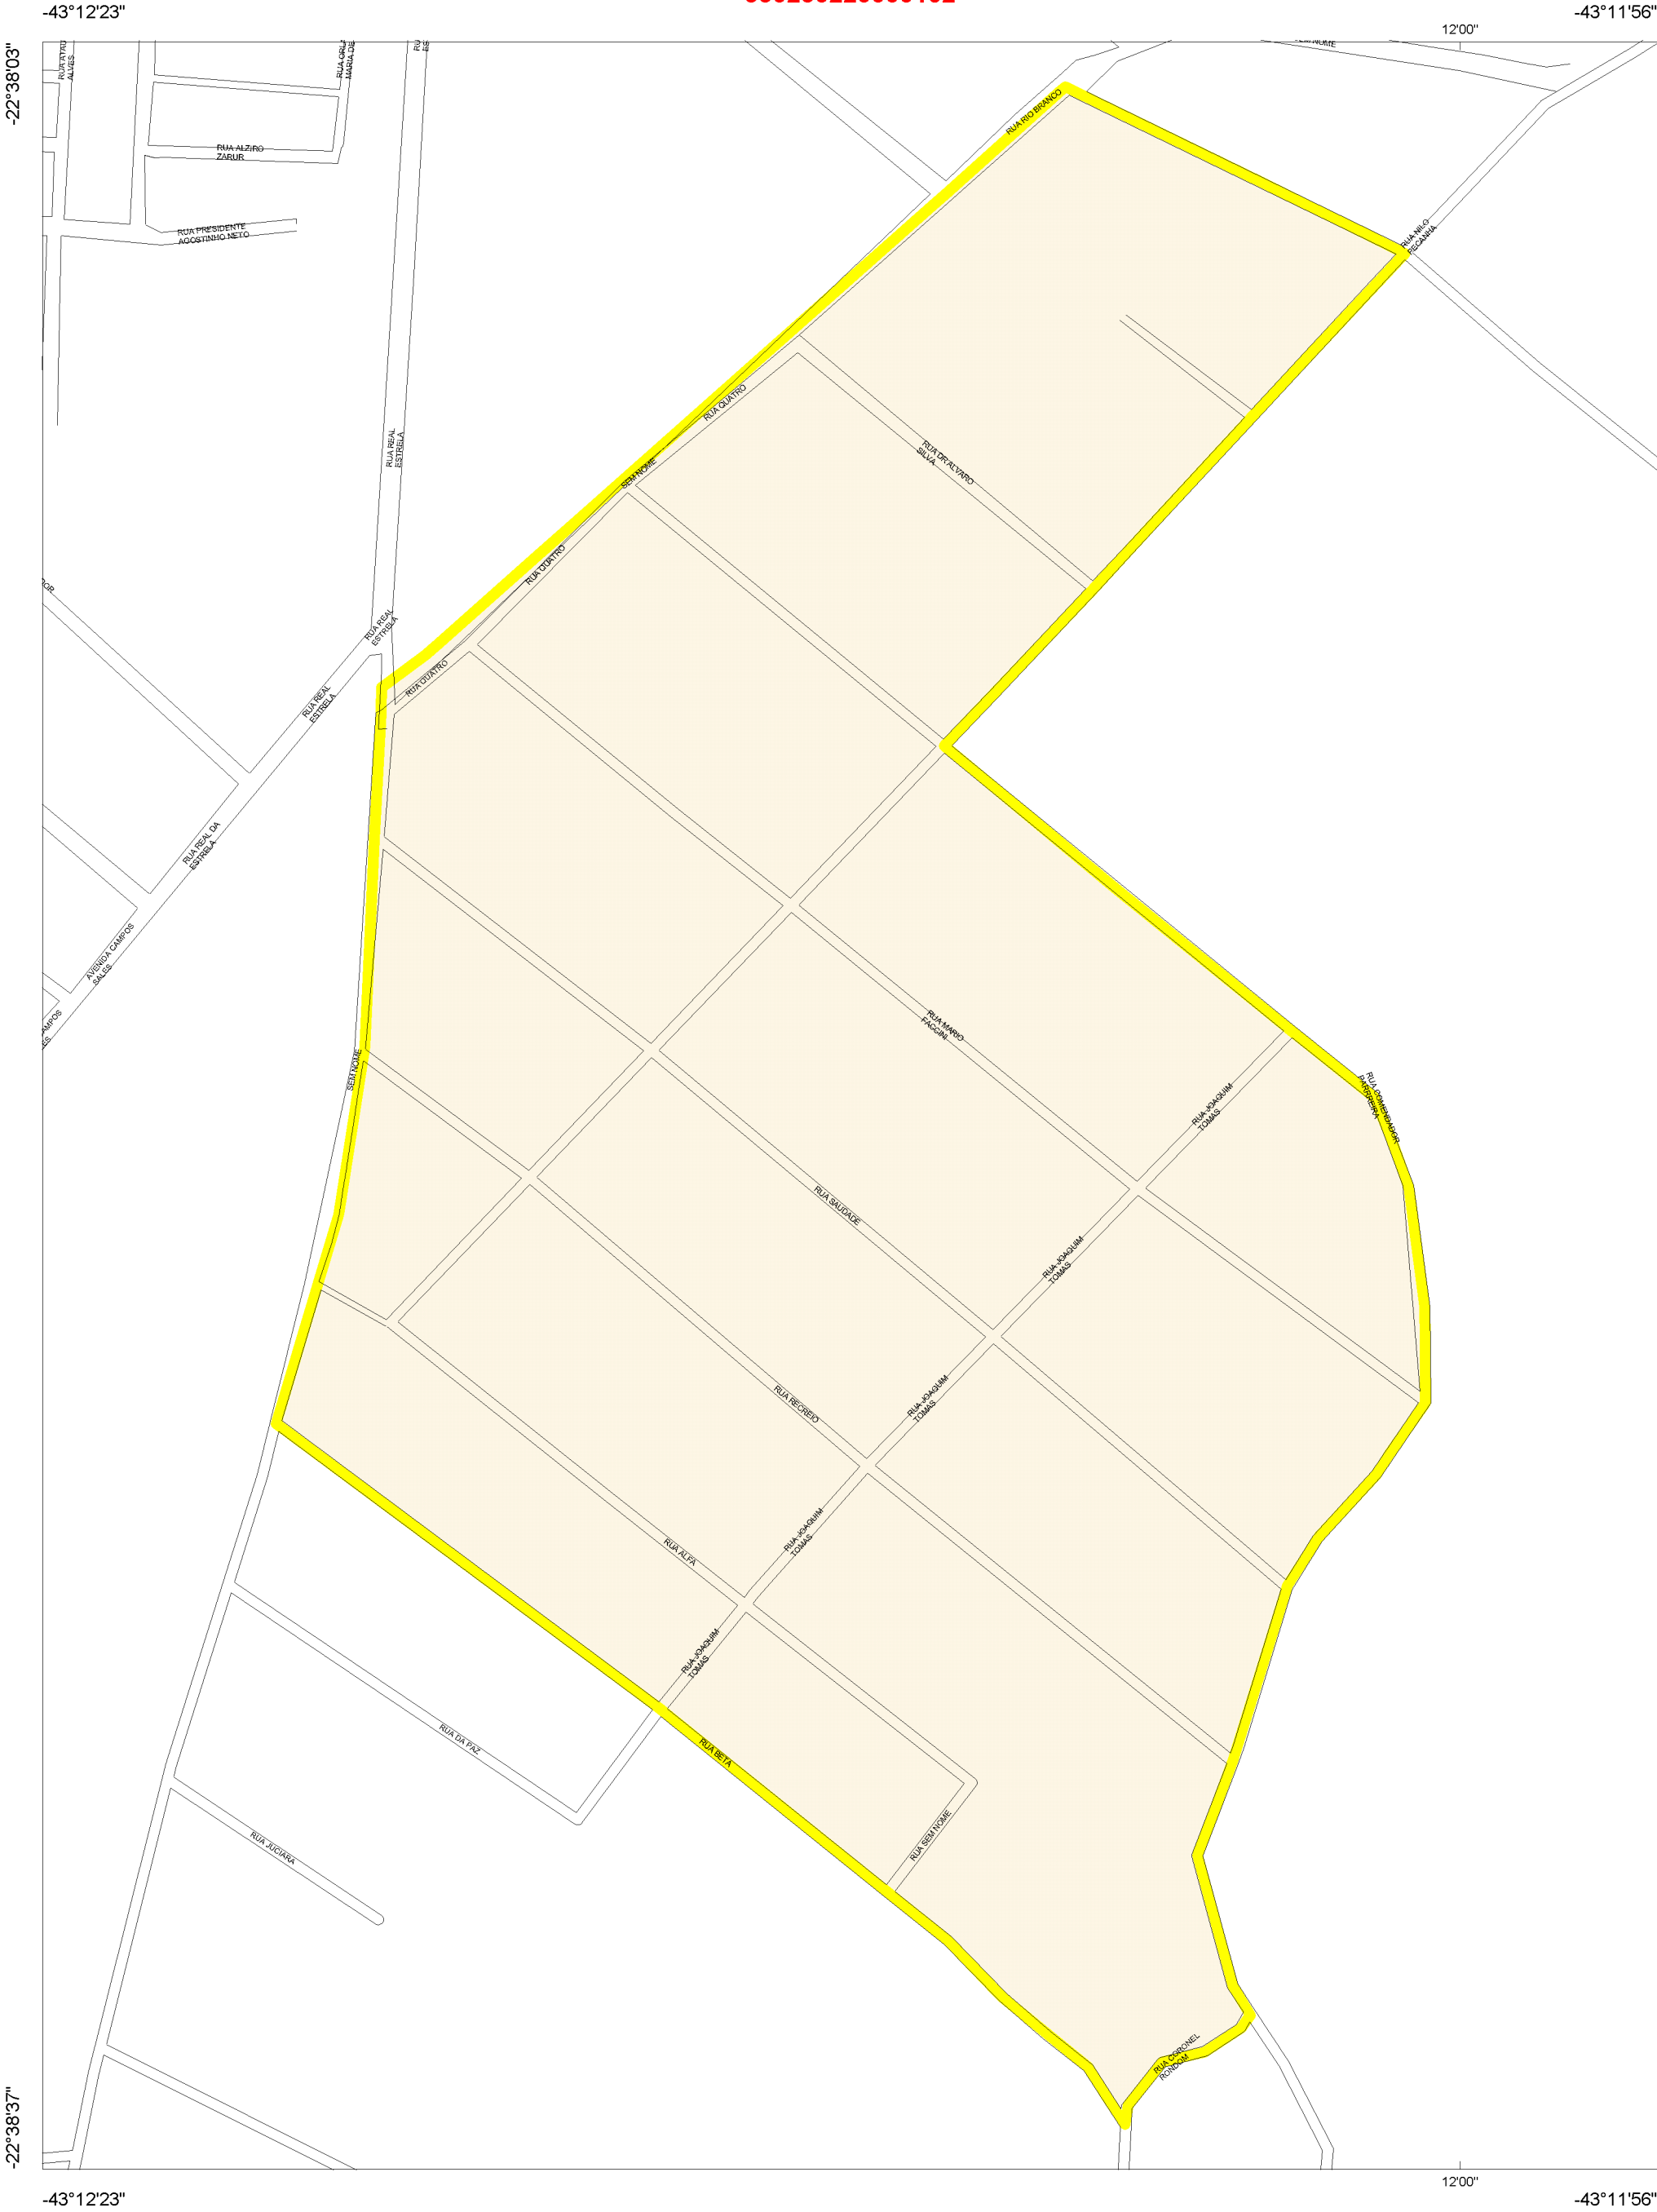 -43°12'23"
-43°11'56"
12'00"
-22°38'03"
RUA ALZIRO
ZARUR
RUA PRESIDENTE
AGOSTINHO NETO
RUA RIO BRANCO
RUA NILO
PECANHA
RUA QUATRO
RUA REAL
ESTRELA
RUA DR ALVARO
SILVA
SEM NOME
RUA QUATRO
RUA REAL
ESTRELA
RUA QUATRO
RUA REAL
ESTRELA
RUA REAL DA
ESTRELA
AVENIDA CAMPOS
SALES
RUA MARIO
FACCINI
SEM NOME
RUA COMENDADOR
PARREIRA
RUA JOAQUIM
TOMAS
RUA SAUDADE
RUA JOAQUIM
TOMAS
RUA RECREIO
RUA JOAQUIM
TOMAS
RUA ALFA
RUA JOAQUIM
TOMAS
RUA JOAQUIM
TOMAS
RUA DA PAZ
RUA BETA
RUA JUCIARA
RUA SEM NOME
RUA CORONEL
RONDOM
-22°38'37"
12'00"
-43°12'23"
-43°11'56"